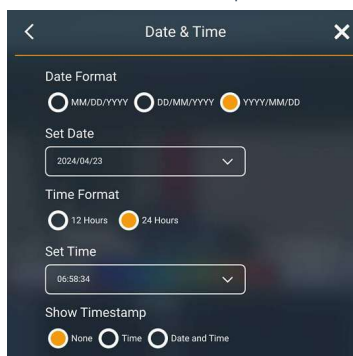 Date & Time
Date Format
MM/DD/YYYY DD/MM/YYYY YYYY/MM/DD
Set Date
2024/04/23
Time Format
12 Hours 24 Hours
Set Time
06:58:34
Show Timestamp
None Time Date and Time